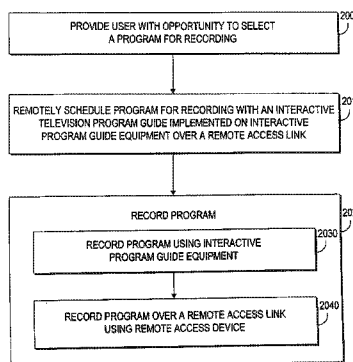 PROVIDE USER WITH OPPORTUNITY TO SELECT
A PROGRAM FOR RECORDING
REMOTELY SCHEDULE PROGRAM FOR RECORDING WITH AN INTERACTIVE
TELEVISION PROGRAM GUIDE IMPLEMENTED ON INTERACTIVE
PROGRAM GUIDE EQUIPMENT OVER A REMOTE ACCESS LINK
RECORD PROGRAM
2030
RECORD PROGRAM USING INTERACTIVE
PROGRAM GUIDE EQUIPMENT
2040
RECORD PROGRAM OVER A REMOTE ACCESS LINK
USING REMOTE ACCESS DEVICE